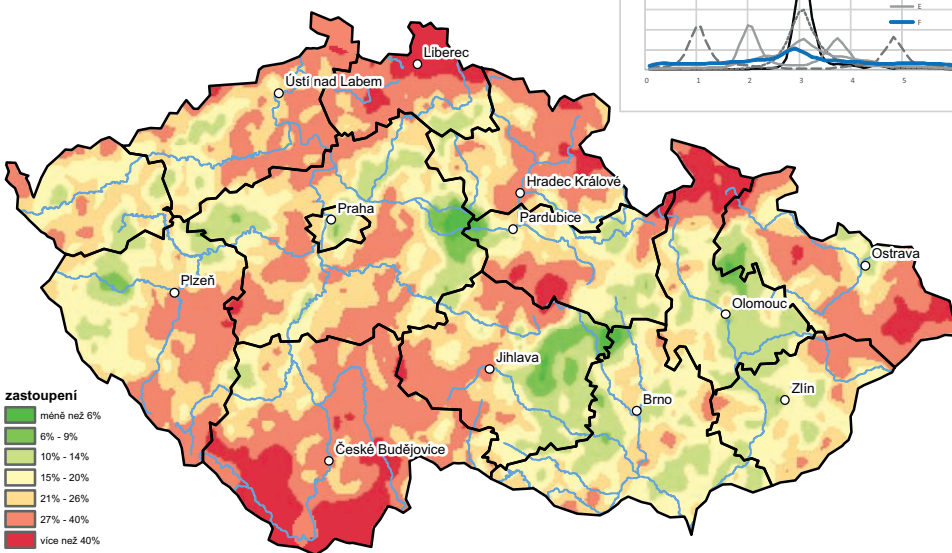 E
F
0 1 2 3 4 5
Liberec
Ústí nad Labem
Hradec Králové
Praha
Pardubice
Ostrava
Plzeň
Olomouc
Jihlava
Zlín
Brno
České Budějovice
zastoupení
méně než 6%
6% - 9%
10% - 14%
15% - 20%
21% - 26%
27% - 40%
více než 40%